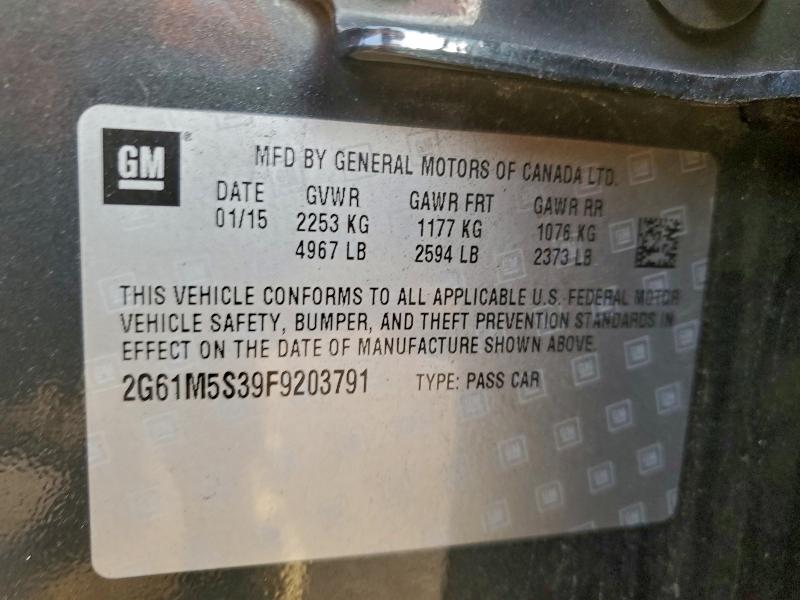 GM ® MFD BY GENERAL MOTORS OF CANADA LTD.
DATE GVWR GAWR FRT GAWR RR
01/15 2253 KG 1177 KG 1076 KG
4967 LB 2594 LB 2373 LB
THIS VEHICLE CONFORMS TO ALL APPLICABLE U.S. FEDERAL MOTOR
VEHICLE SAFETY, BUMPER, AND THEFT PREVENTION STANDARDS IN
EFFECT ON THE DATE OF MANUFACTURE SHOWN ABOVE.
2G61M5S39F9203791 TYPE: PASS CAR